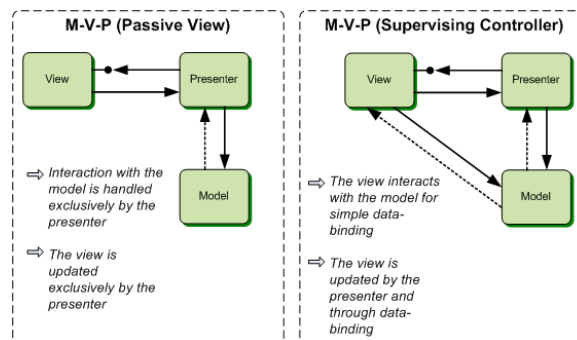 M-V-P (Passive View)
View
Presenter
Model
Interaction with the
model is handled
exclusively by the
presenter
The view is
updated
exclusively by the
presenter
M-V-P (Supervising Controller)
View
Presenter
Model
The view interacts
with the model for
simple data-
binding
The view is
updated by the
presenter and
through data-
binding